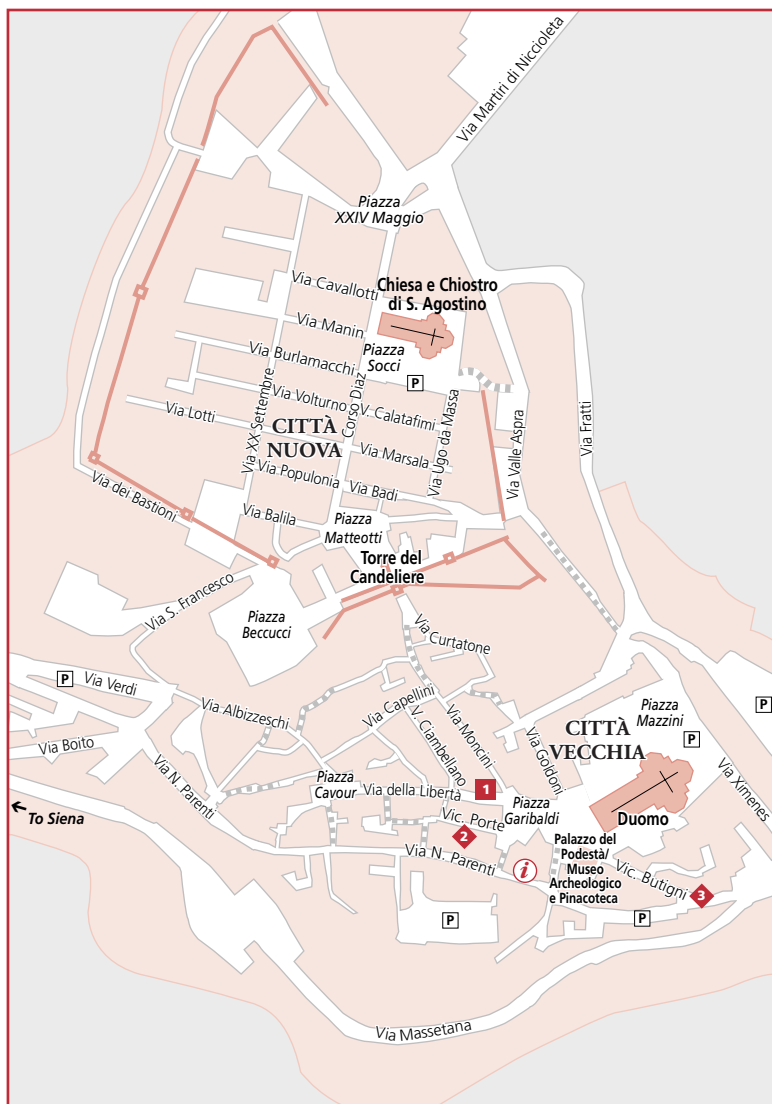 Via Martiri di Niccioleta
Piazza
XXIV Maggio
Via Cavallotti
Chiesa e Chiostro
di S. Agostino
Via Manin
Piazza
Socci
Via Burlamacchi
P
Via XX Settembre
Corso Diaz
Via Volturno
V. Calatafimi
Via Ugo da Massa
Via Lotti
CITTÀ
NUOVA
Via Marsala
Via Valle Aspra
Via Fratti
Via Populonia
Via Badi
Via dei Bastioni
Via Balila
Piazza
Matteotti
Torre del
Candeliere
Via S. Francesco
Piazza
Beccucci
Via Curtatone
P
Via Verdi
Via Albizzeschi
Via Capellini
V. Ciambellano
Via Moncini
Via Goldoni
CITTÀ
VECCHIA
Piazza
Mazzini
P
P
Via Boito
Via N. Parenti
Via Ximenes
To Siena
Piazza
Cavour
Via della Libertà
1
Piazza
Garibaldi
Duomo
Vic. Porte
2
Via N. Parenti
i
Palazzo del
Podestà/
Museo
Archeologico
e Pinacoteca
Vic. Butigni
3
P
P
Via Massetana